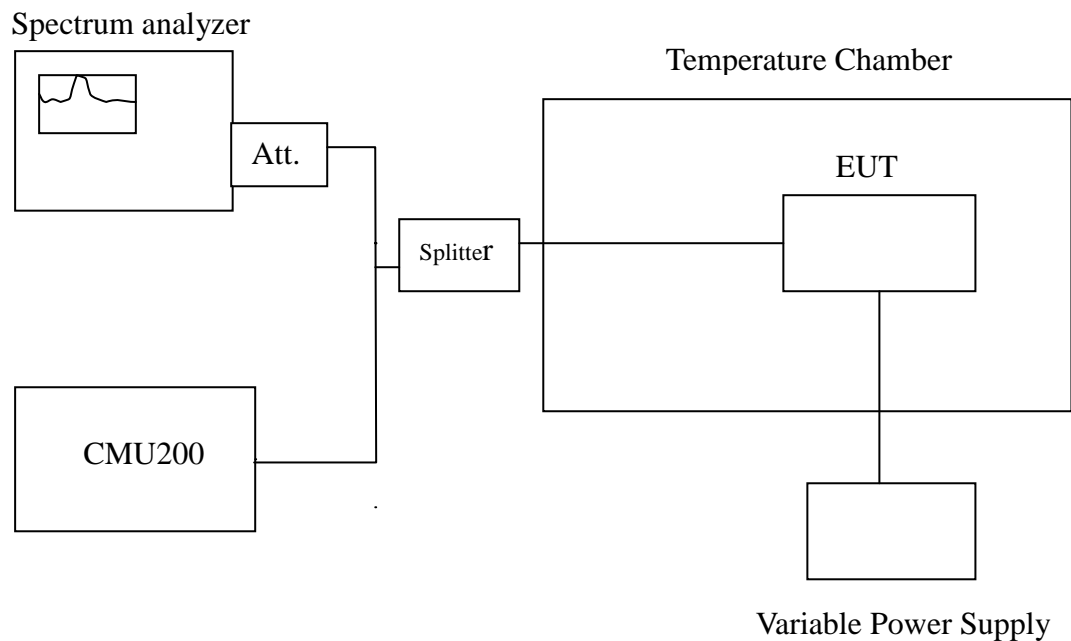 Spectrum analyzer
Temperature Chamber
Att.
EUT
Splitter
CMU200
Variable Power Supply